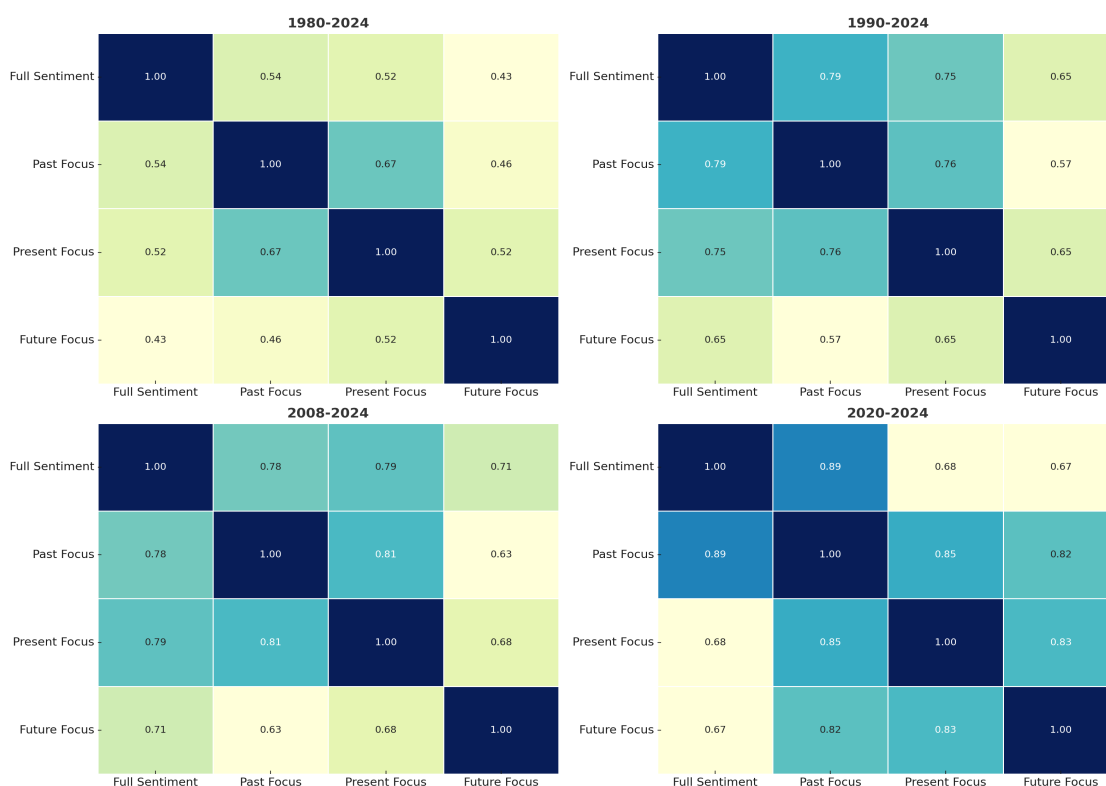 1980-2024
Full Sentiment 1.00 0.54 0.52 0.43
Past Focus 0.54 1.00 0.67 0.46
Present Focus 0.52 0.67 1.00 0.52
Future Focus 0.43 0.46 0.52 1.00
Full Sentiment Past Focus Present Focus Future Focus
1990-2024
Full Sentiment 1.00 0.79 0.75 0.65
Past Focus 0.79 1.00 0.76 0.57
Present Focus 0.75 0.76 1.00 0.65
Future Focus 0.65 0.57 0.65 1.00
2008-2024
Full Sentiment 1.00 0.78 0.79 0.71
Past Focus 0.78 1.00 0.81 0.63
Present Focus 0.79 0.81 1.00 0.68
Future Focus 0.71 0.63 0.68 1.00
Full Sentiment Past Focus Present Focus Future Focus
2020-2024
Full Sentiment 1.00 0.89 0.68 0.67
Past Focus 0.89 1.00 0.85 0.82
Present Focus 0.68 0.85 1.00 0.83
Future Focus 0.67 0.82 0.83 1.00
Full Sentiment Past Focus Present Focus Future Focus